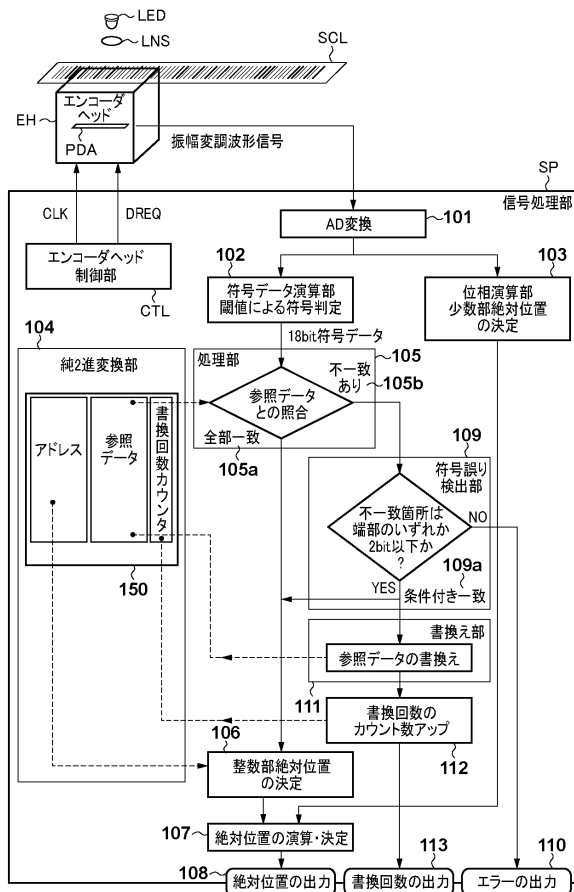 LED
LNS
SCL
EH
エンコーダ
ヘッド
PDA
振幅変調波形信号
SP
信号処理部
CLK
DREQ
AD変換
101
エンコーダヘッド
制御部
CTL
102
符号データ演算部
閾値による符号判定
103
位相演算部
少数部絶対位置
の決定
18bit符号データ
104
純2進変換部
処理部
105
不一致
あり
105b
参照データ
との照合
全部一致
105a
アドレス
参照
データ
書換回数カウンタ
150
109
符号誤り
検出部
不一致箇所は
端部のいずれか
2bit以下か
?
NO
109a
YES
条件付き一致
書換え部
参照データの書換え
111
書換回数の
カウント数アップ
112
106
整数部絶対位置
の決定
107
絶対位置の演算・決定
108
絶対位置の出力
113
書換回数の出力
110
エラーの出力